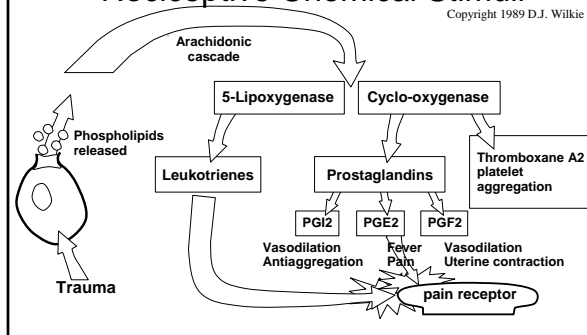 Nociceptive Chemical Stimuli
Copyright 1989 D.J. Wilkie
Arachidonic
cascade
5-Lipoxygenase
Cyclo-oxygenase
Phospholipids
released
Leukotrienes
Prostaglandins
Thromboxane A2
platelet
aggregation
PGI2
PGE2
PGF2
Vasodilation
Antiaggregation
Fever
Pain
Vasodilation
Uterine contraction
Trauma
pain receptor